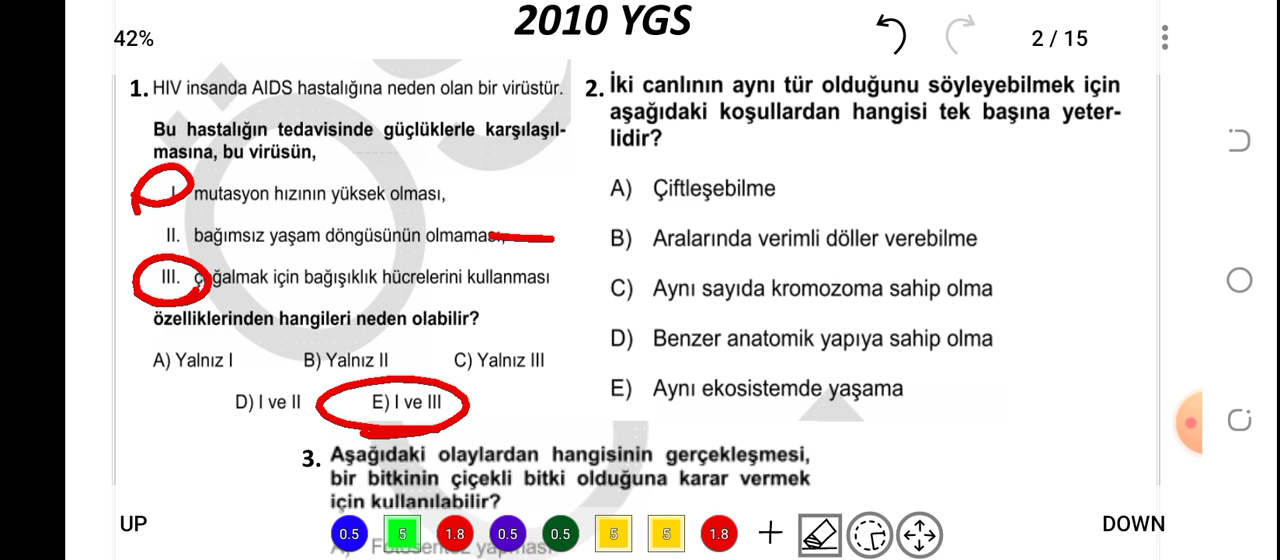 2010 YGS
42%
2 / 15
1. HIV insanda AIDS hastalığına neden olan bir virüstür.
Bu hastalığın tedavisinde güçlüklerle karşılaşıl-
masına, bu virüsün,
I. mutasyon hızının yüksek olması,
II. bağımsız yaşam döngüsünün olmaması,
III. çoğalmak için bağışıklık hücrelerini kullanması
özelliklerinden hangileri neden olabilir?
A) Yalnız I B) Yalnız II C) Yalnız III
D) I ve II E) I ve III
2. İki canlının aynı tür olduğunu söyleyebilmek için
aşağıdaki koşullardan hangisi tek başına yeter-
lidir?
A) Çiftleşebilme
B) Aralarında verimli döller verebilme
C) Aynı sayıda kromozoma sahip olma
D) Benzer anatomik yapıya sahip olma
E) Aynı ekosistemde yaşama
3. Aşağıdaki olaylardan hangisinin gerçekleşmesi,
bir bitkinin çiçekli bitki olduğuna karar vermek
için kullanılabilir?
A) Fotosentez yapması
UP
0.5 5 1.8 0.5 0.5 5 5 1.8
DOWN